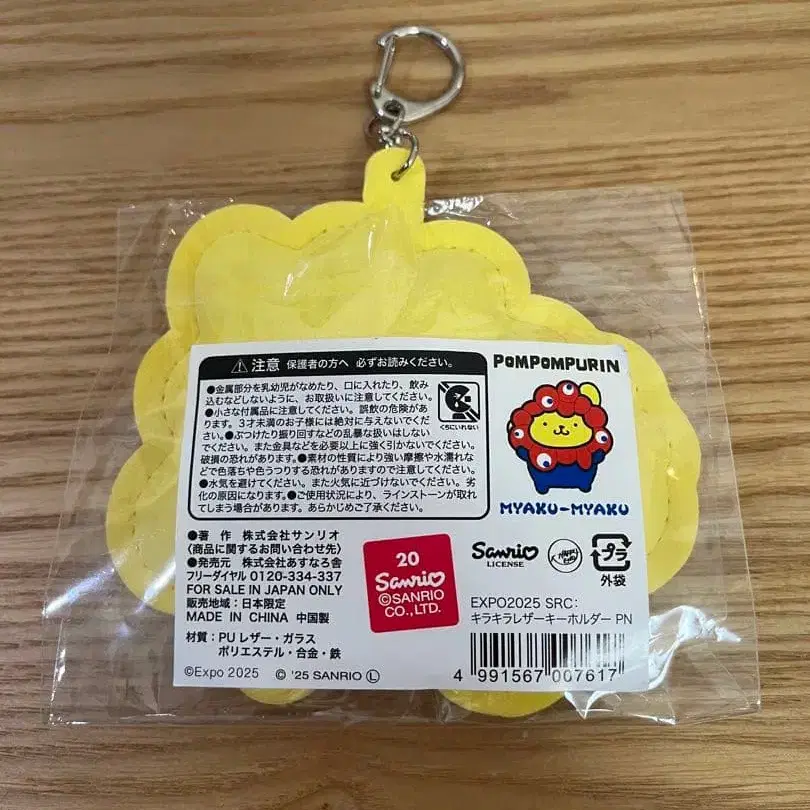 ⚠注意 保護者の方へ 必ずお読みください。
●金属部分を乳幼児がなめたり、口に入れたり、飲み
込むなどしないように、お取扱いに注意してください。
●小さな付属品に注意してください。誤飲の危険があ
ります。3才未満のお子様には絶対に与えないでくだ
さい。●ぶつけたり振り回すなどの乱暴な扱いはしない
でください。また金具などを必要以上に強く引かないでください。
破損の恐れがあります。●素材の性質により強い摩擦や水濡れな
どで色落ちや色うつりする恐れがありますので注意してください。
●水気を避けてください。また火気に近づけないでください。劣
化の原因になります。●ご使用状況により、ラインストーンが取れ
てしまう場合があります。あらかじめご了承ください。
くちにいれない
POMPOMPURIN
MYAKU-MYAKU
●著 作 株式会社サンリオ
〈商品に関するお問い合わせ先〉
●発売元 株式会社あすなろ舎
フリーダイヤル 0120-334-337
FOR SALE IN JAPAN ONLY
販売地域：日本限定
MADE IN CHINA 中国製
材質：PU レザー・ガラス
ポリエステル・合金・鉄
©Expo 2025 © '25 SANRIO Ⓛ
20
Sanrio
©SANRIO
CO., LTD.
Sanrio
LICENSE
プラ
外袋
EXPO2025 SRC：
キラキラレザーキーホルダー PN
4 991567 007617